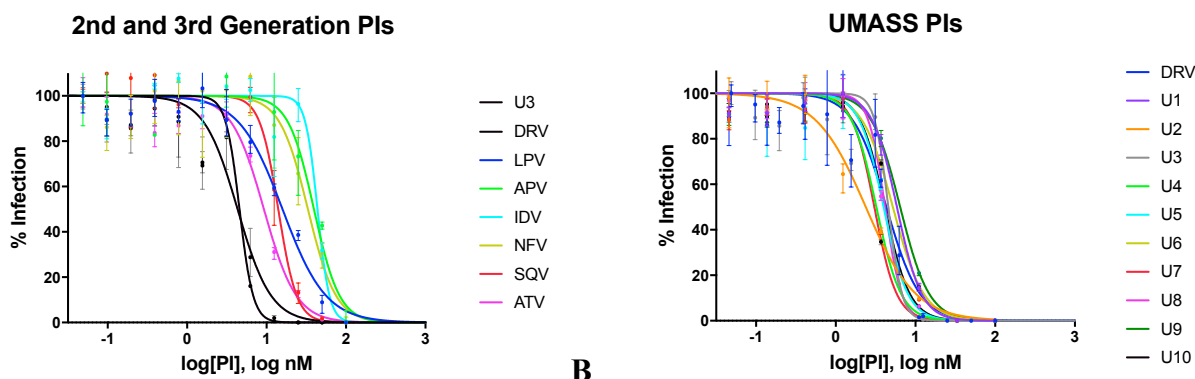 2nd and 3rd Generation PIs
% Infection
100
80
60
40
20
0
-1
0
1
2
3
log[PI], log nM
U3
DRV
LPV
APV
IDV
NFV
SQV
ATV
B
UMASS PIs
% Infection
100
80
60
40
20
0
-1
0
1
2
3
log[PI], log nM
DRV
U1
U2
U3
U4
U5
U6
U7
U8
U9
U10